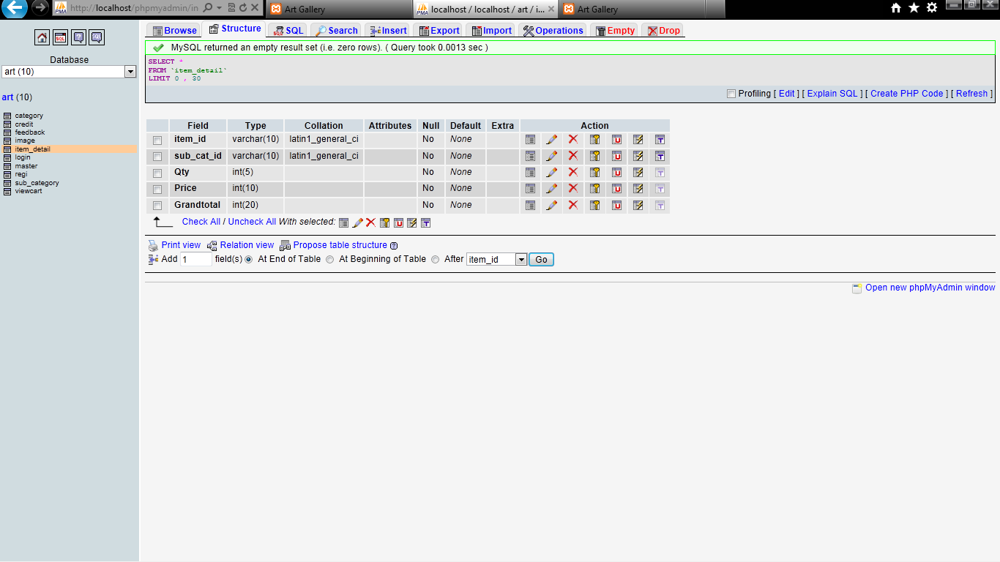 http://localhost/phpmyadmin/in
Art Gallery
localhost / localhost / art / i...
Art Gallery
Database
art (10)
art (10)
category
credit
feedback
image
item_detail
login
master
regi
sub_category
viewcart
Browse Structure SQL Search Insert Export Import Operations Empty Drop
MySQL returned an empty result set (i.e. zero rows). ( Query took 0.0013 sec )
SELECT *
FROM `item_detail`
LIMIT 0 , 30
Profiling [ Edit ] [ Explain SQL ] [ Create PHP Code ] [ Refresh ]
Field Type Collation Attributes Null Default Extra Action
item_id varchar(10) latin1_general_ci No None
sub_cat_id varchar(10) latin1_general_ci No None
Qty int(5) No None
Price int(10) No None
Grandtotal int(20) No None
Check All / Uncheck All With selected:
Print view Relation view Propose table structure
Add 1 field(s) At End of Table At Beginning of Table After item_id Go
Open new phpMyAdmin window